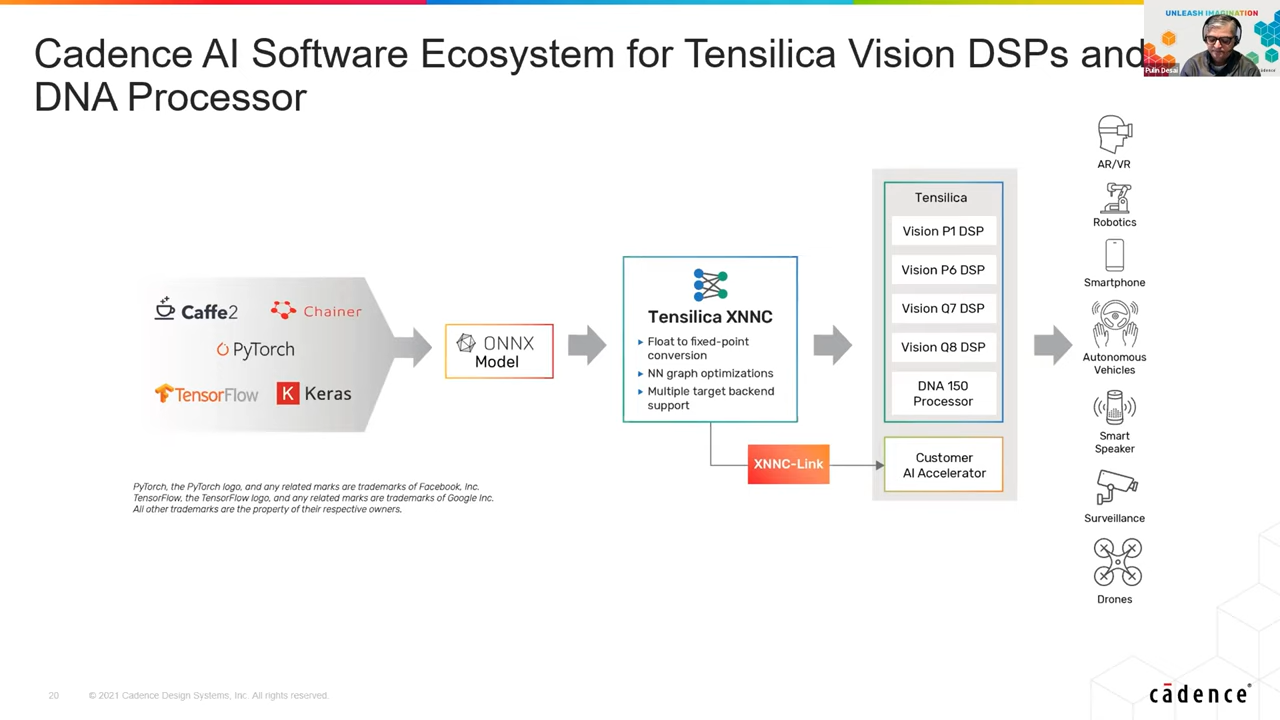 UNLEASH IMAGINATION
Pulin Desai
Cadence AI Software Ecosystem for Tensilica Vision DSPs and
DNA Processor
Caffe2
Chainer
PyTorch
TensorFlow
K Keras
ONNX
Model
Tensilica XNNC
Float to fixed-point
conversion
NN graph optimizations
Multiple target backend
support
XNNC-Link
Tensilica
Vision P1 DSP
Vision P6 DSP
Vision Q7 DSP
Vision Q8 DSP
DNA 150
Processor
Customer
AI Accelerator
AR/VR
Robotics
Smartphone
Autonomous
Vehicles
Smart
Speaker
Surveillance
Drones
PyTorch, the PyTorch logo, and any related marks are trademarks of Facebook, Inc.
TensorFlow, the TensorFlow logo, and any related marks are trademarks of Google Inc.
All other trademarks are the property of their respective owners.
20 © 2021 Cadence Design Systems, Inc. All rights reserved.
cādence®